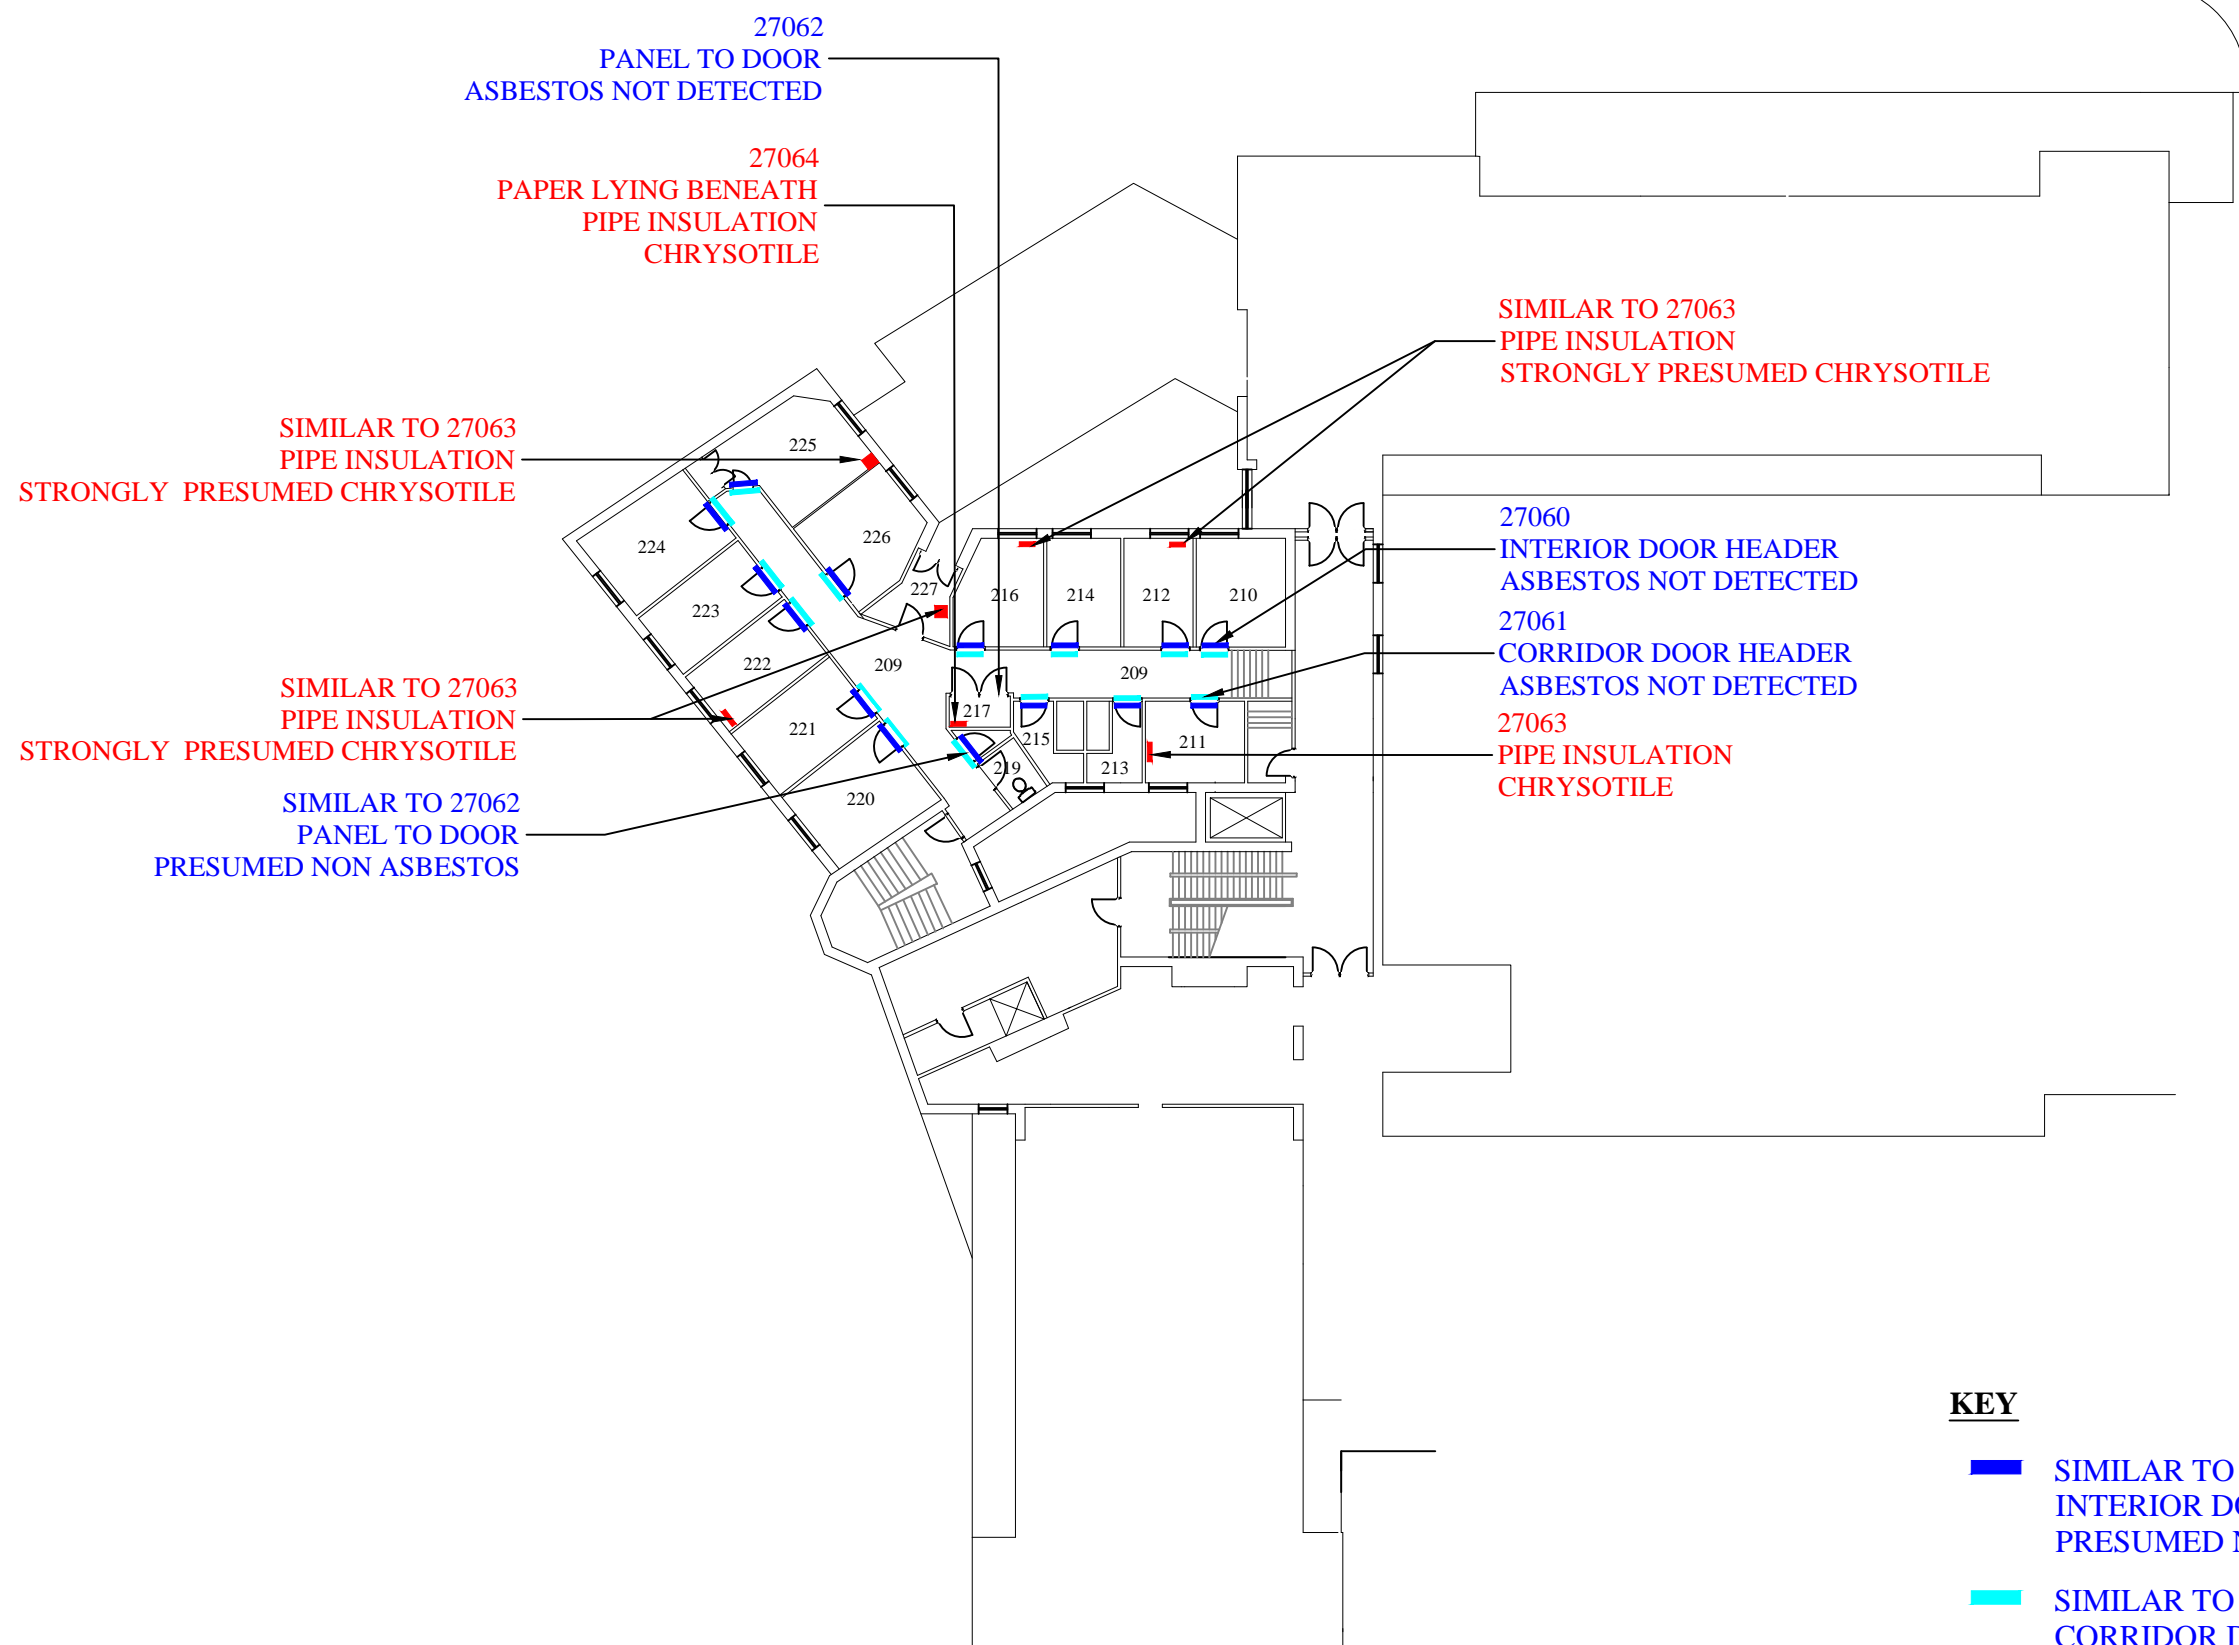 27062
PANEL TO DOOR
ASBESTOS NOT DETECTED
27064
PAPER LYING BENEATH
PIPE INSULATION
CHRYSOTILE
SIMILAR TO 27063
PIPE INSULATION
STRONGLY PRESUMED CHRYSOTILE
SIMILAR TO 27063
PIPE INSULATION
STRONGLY PRESUMED CHRYSOTILE
27060
INTERIOR DOOR HEADER
ASBESTOS NOT DETECTED
27061
CORRIDOR DOOR HEADER
ASBESTOS NOT DETECTED
27063
PIPE INSULATION
CHRYSOTILE
SIMILAR TO 27063
PIPE INSULATION
STRONGLY PRESUMED CHRYSOTILE
SIMILAR TO 27062
PANEL TO DOOR
PRESUMED NON ASBESTOS
225
224
226
223
227
216
214
212
210
222
209
209
221
217
215
211
219
213
220
KEY
SIMILAR TO
INTERIOR
PRESUMED
SIMILAR TO
CORRIDOR